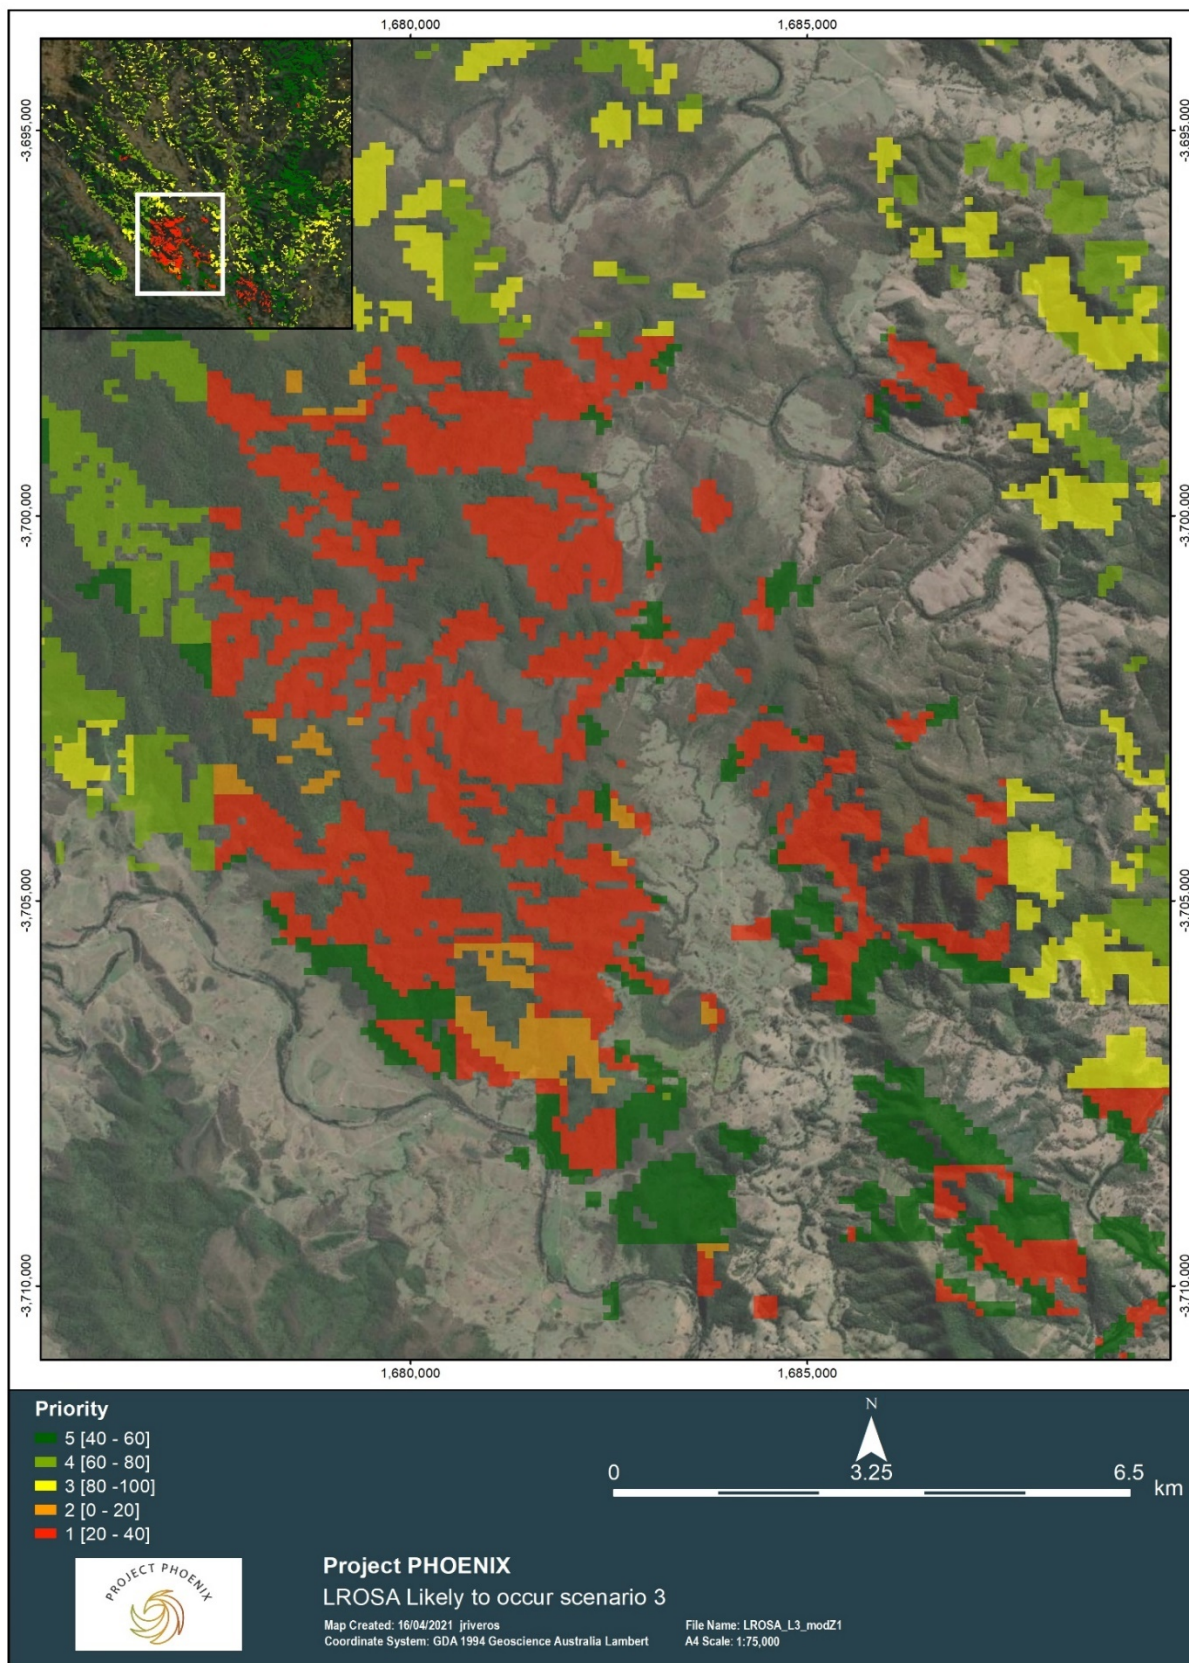 1,680,000
1,685,000
-3,695,000
-3,695,000
-3,700,000
-3,700,000
-3,705,000
-3,705,000
-3,710,000
-3,710,000
1,680,000
1,685,000
Priority
5 [40 - 60]
4 [60 - 80]
3 [80 -100]
2 [0 - 20]
1 [20 - 40]
N
0
3.25
6.5
km
PROJECT PHOENIX
Project PHOENIX
LROSA Likely to occur scenario 3
Map Created: 16/04/2021 jriveros
File Name: LROSA_L3_modZ1
Coordinate System: GDA 1994 Geoscience Australia Lambert
A4 Scale: 1:75,000